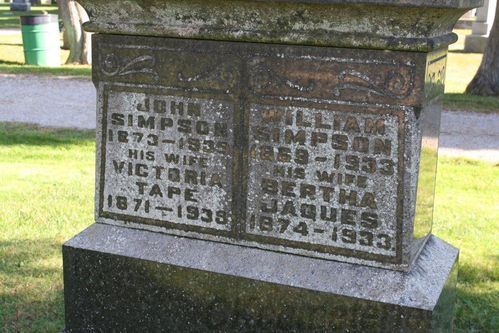 JOHN
SIMPSON
1873-1935
HIS WIFE
VICTORIA
TAPE
1871-1938
WILLIAM
SIMPSON
1869-1933
HIS WIFE
BERTHA
JAQUES
1874-1933